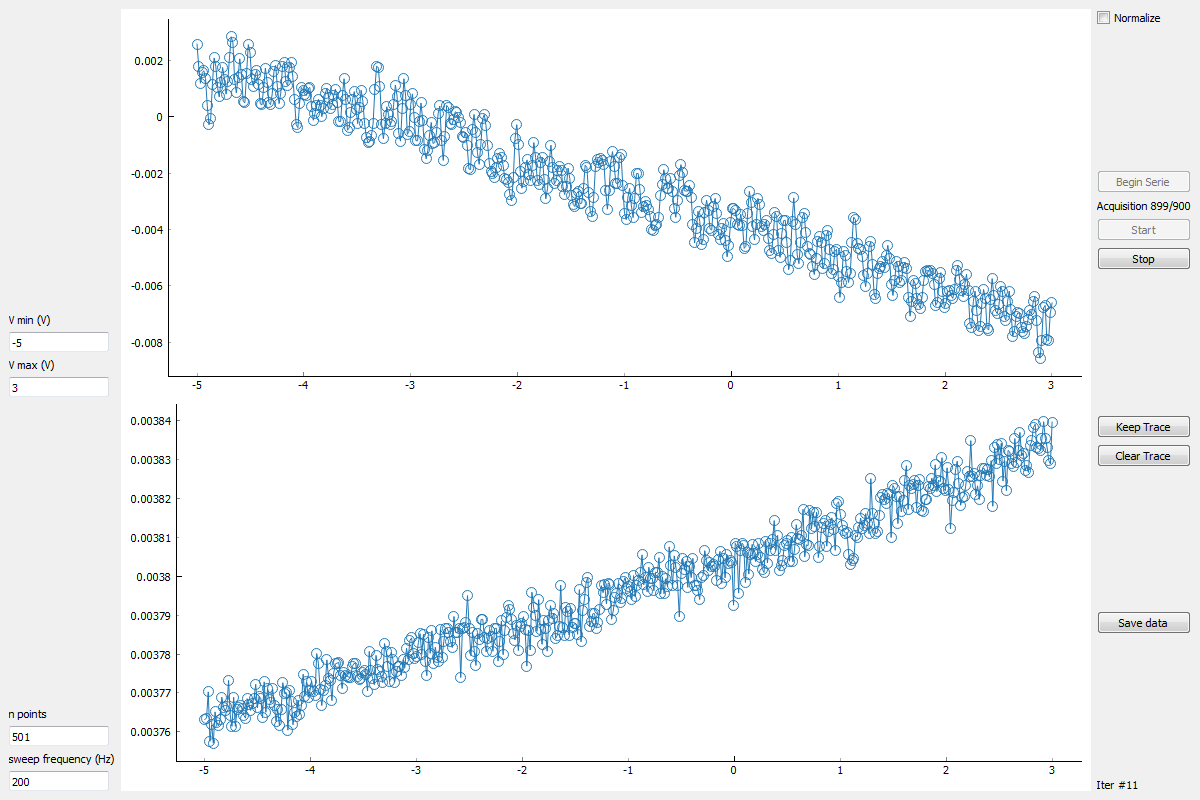 Normalize
0.002
0
-0.002
-0.004
-0.006
-0.008
-5 -4 -3 -2 -1 0 1 2 3
Begin Serie
Acquisition 899/900
Start
Stop
V min (V)
-5
V max (V)
3
0.00384
0.00383
0.00382
0.00381
0.0038
0.00379
0.00378
0.00377
0.00376
-5 -4 -3 -2 -1 0 1 2 3
Keep Trace
Clear Trace
Save data
n points
501
sweep frequency (Hz)
200
Iter #11